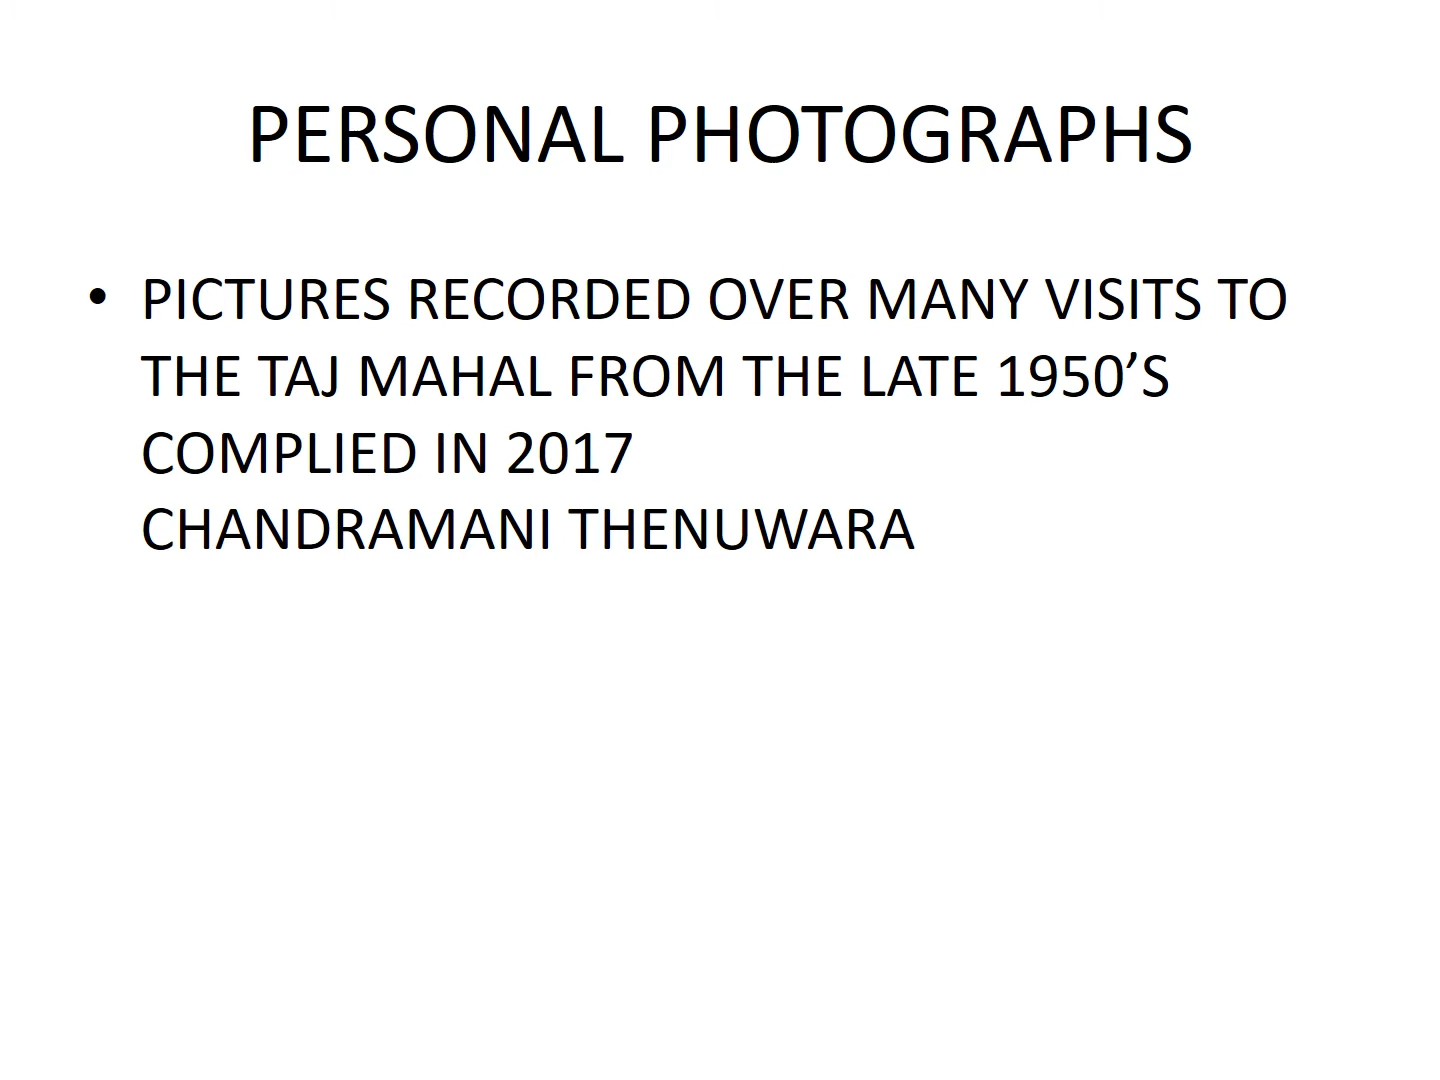 PERSONAL PHOTOGRAPHS
• PICTURES RECORDED OVER MANY VISITS TO
THE TAJ MAHAL FROM THE LATE 1950’S
COMPLIED IN 2017
CHANDRAMANI THENUWARA